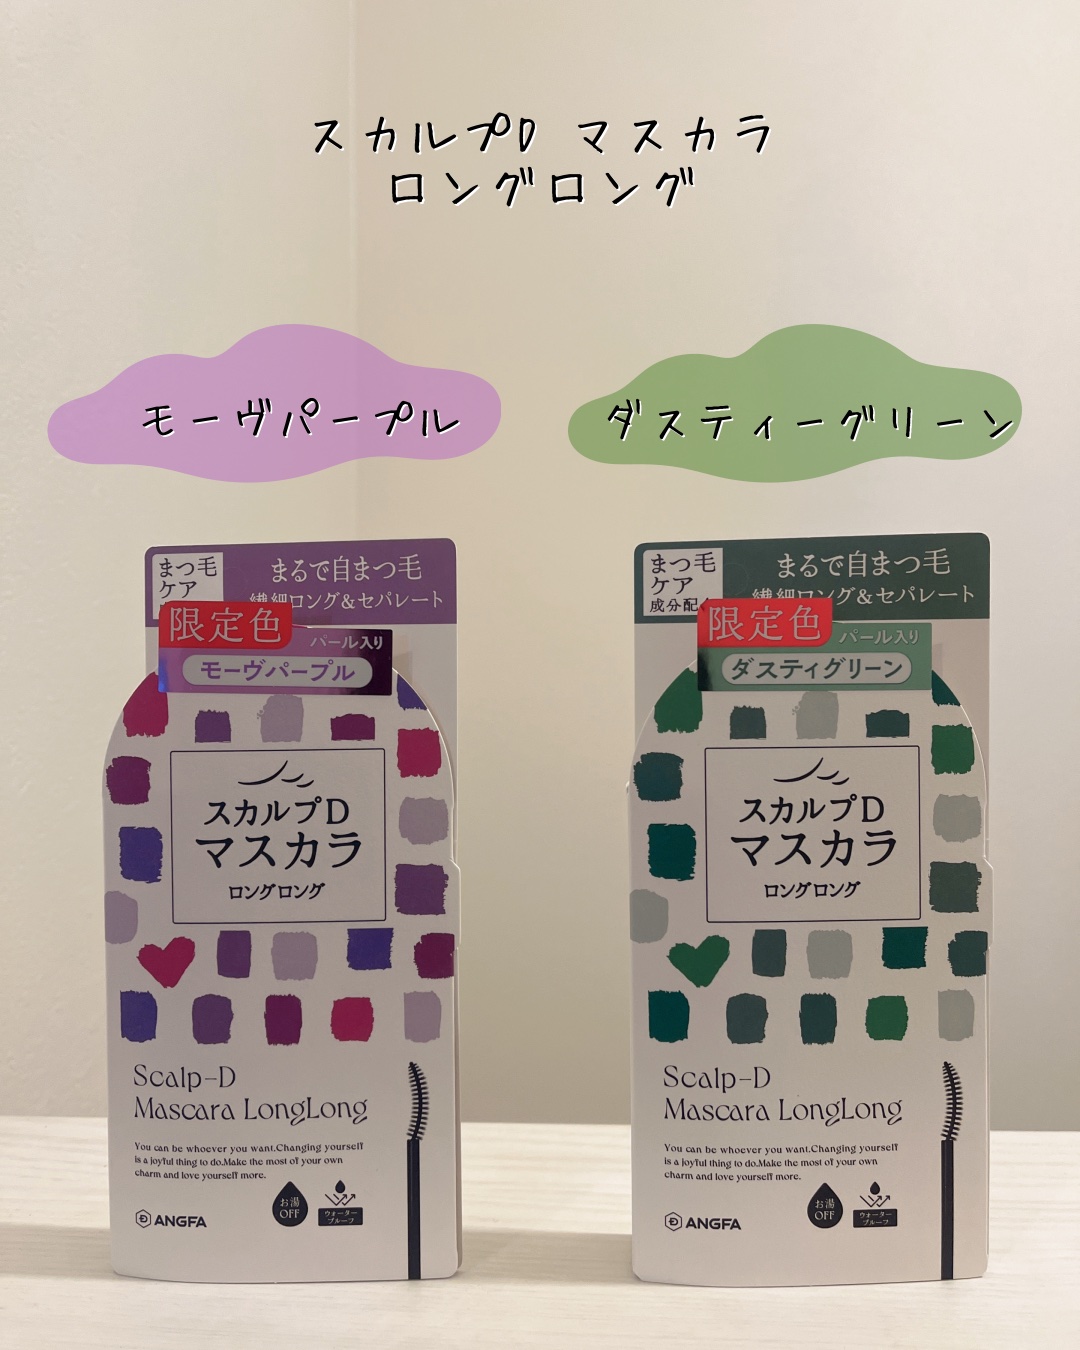 スカルプD マスカラ
ロングロング
モーヴパープル
ダスティーグリーン
まつ毛
ケア
まるで自まつ毛
繊細ロング&セパレート
限定色
パール入り
モーヴパープル
スカルプD
マスカラ
ロングロング
Scalp-D
Mascara LongLong
You can be whoever you want.Changing yourself
is a joyful thing to do.Make the most of your own
charm and love yourself more.
お湯
OFF
ウォーター
プルーフ
ANGFA
まつ毛
ケア
成分配
まるで自まつ毛
繊細ロング&セパレート
限定色
パール入り
ダスティグリーン
スカルプD
マスカラ
ロングロング
Scalp-D
Mascara LongLong
You can be whoever you want.Changing yourself
is a joyful thing to do.Make the most of your own
charm and love yourself more.
お湯
OFF
ウォーター
プルーフ
ANGFA